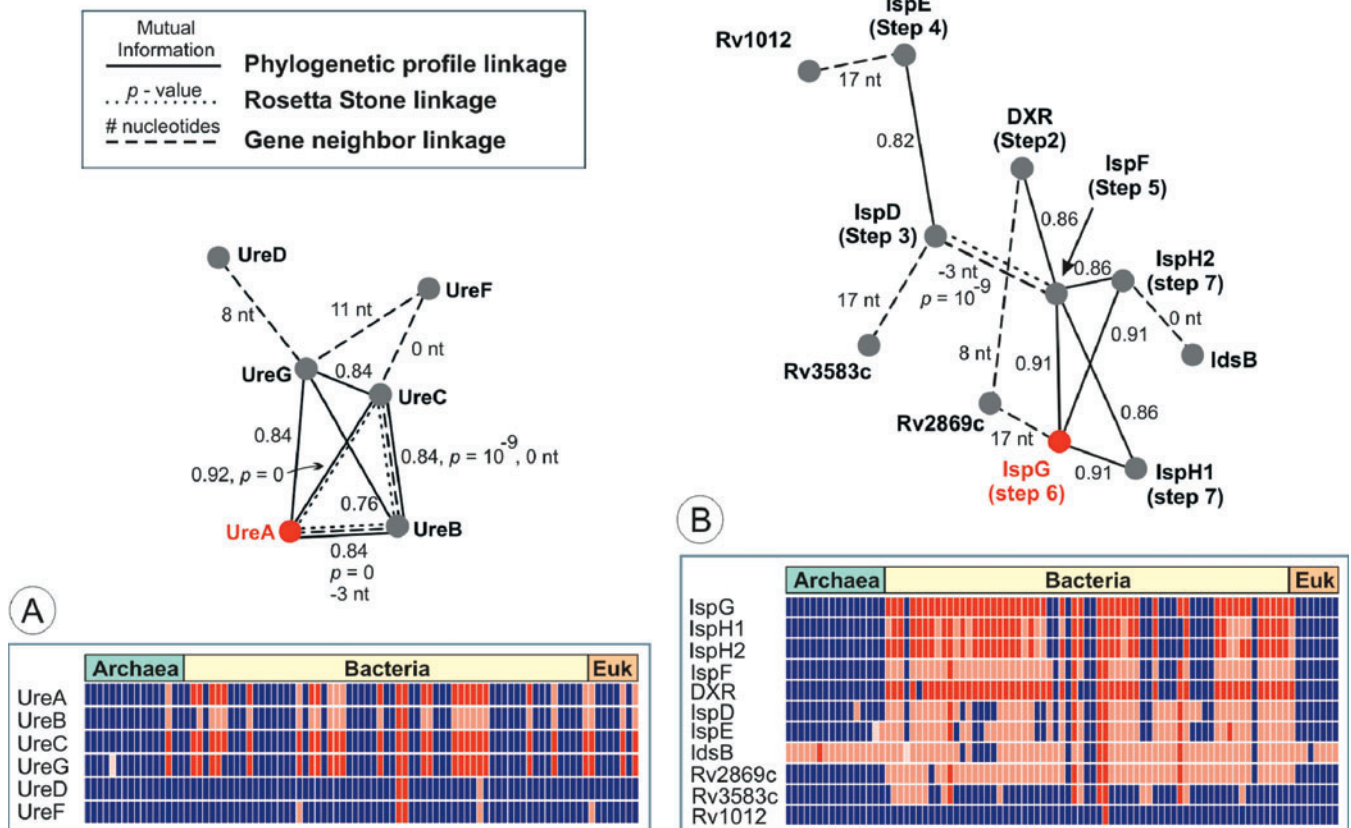 Mutual
Information
Phylogenetic profile linkage
p - value
Rosetta Stone linkage
# nucleotides
Gene neighbor linkage
UreD
UreF
8 nt
11 nt
0 nt
UreG
0.84
UreC
0.84
0.84, p = 10-9, 0 nt
0.92, p = 0
0.76
UreA
UreB
0.84
p = 0
-3 nt
A
Archaea
Bacteria
Euk
UreA
UreB
UreC
UreG
UreD
UreF
IspE
(Step 4)
Rv1012
17 nt
0.82
DXR
(Step2)
IspF
(Step 5)
IspD
(Step 3)
0.86
-3 nt
p = 10-9
0.86
IspH2
(step 7)
17 nt
0 nt
0.91
8 nt
IdsB
Rv3583c
0.91
0.86
Rv2869c
17 nt
IspG
(step 6)
0.91
IspH1
(step 7)
B
Archaea
Bacteria
Euk
IspG
IspH1
IspH2
IspF
DXR
IspD
IspE
IdsB
Rv2869c
Rv3583c
Rv1012